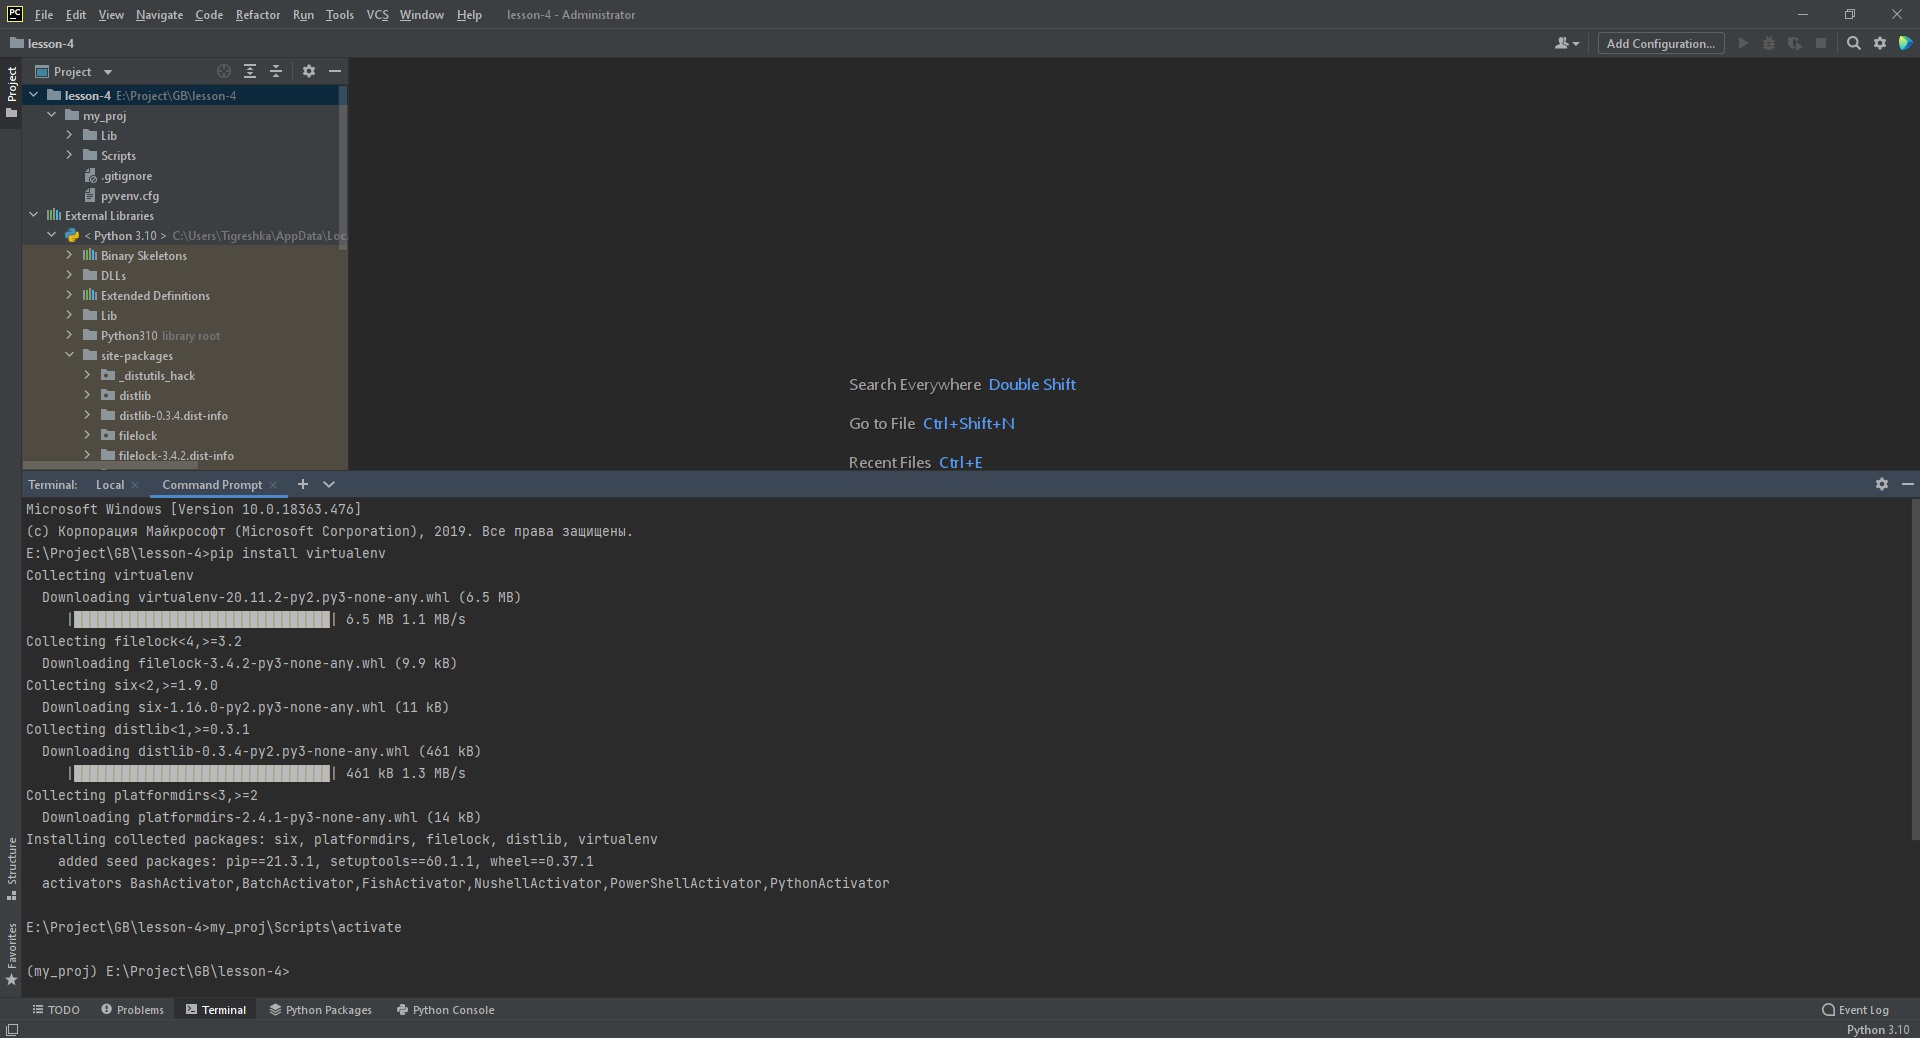 PC File Edit View Navigate Code Refactor Run Tools VCS Window Help lesson-4 - Administrator
lesson-4
Add Configuration...
Project
Project
lesson-4 E:\Project\GB\lesson-4
my_proj
Lib
Scripts
.gitignore
pyvenv.cfg
External Libraries
< Python 3.10 > C:\Users\Tigreshka\AppData\Loc
Binary Skeletons
DLLs
Extended Definitions
Lib
Python310 library root
site-packages
_distutils_hack
distlib
distlib-0.3.4.dist-info
filelock
filelock-3.4.2.dist-info
Search Everywhere Double Shift
Go to File Ctrl+Shift+N
Recent Files Ctrl+E
Terminal: Local Command Prompt
Microsoft Windows [Version 10.0.18363.476]
(c) Корпорация Майкрософт (Microsoft Corporation), 2019. Все права защищены.
E:\Project\GB\lesson-4>pip install virtualenv
Collecting virtualenv
Downloading virtualenv-20.11.2-py2.py3-none-any.whl (6.5 MB)
|████████████████████████████████| 6.5 MB 1.1 MB/s
Collecting filelock<4,>=3.2
Downloading filelock-3.4.2-py3-none-any.whl (9.9 kB)
Collecting six<2,>=1.9.0
Downloading six-1.16.0-py2.py3-none-any.whl (11 kB)
Collecting distlib<1,>=0.3.1
Downloading distlib-0.3.4-py2.py3-none-any.whl (461 kB)
|████████████████████████████████| 461 kB 1.3 MB/s
Collecting platformdirs<3,>=2
Downloading platformdirs-2.4.1-py3-none-any.whl (14 kB)
Installing collected packages: six, platformdirs, filelock, distlib, virtualenv
added seed packages: pip==21.3.1, setuptools==60.1.1, wheel==0.37.1
activators BashActivator,BatchActivator,FishActivator,NushellActivator,PowerShellActivator,PythonActivator
E:\Project\GB\lesson-4>my_proj\Scripts\activate
(my_proj) E:\Project\GB\lesson-4>
Structure
Favorites
TODO Problems Terminal Python Packages Python Console Event Log
Python 3.10